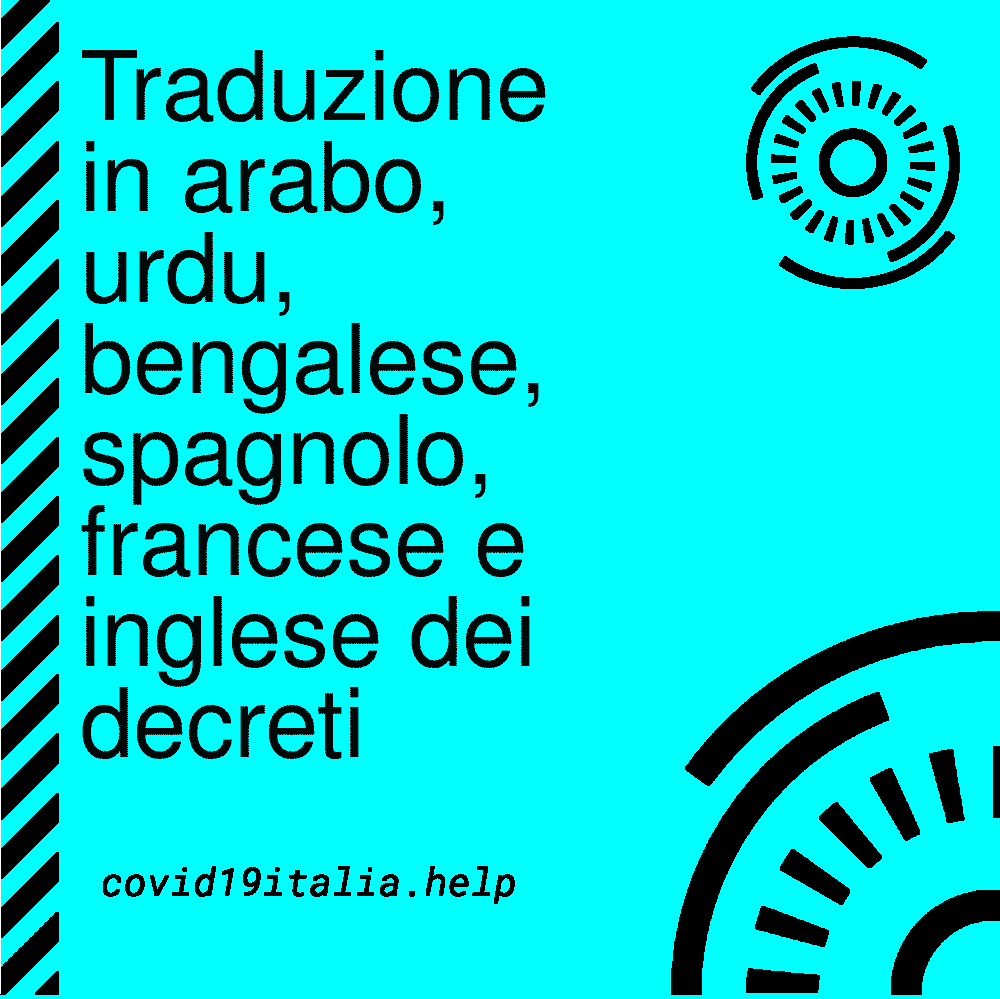 Traduzione
in arabo,
urdu,
bengalese,
spagnolo,
francese e
inglese dei
decreti
covid19italia.help